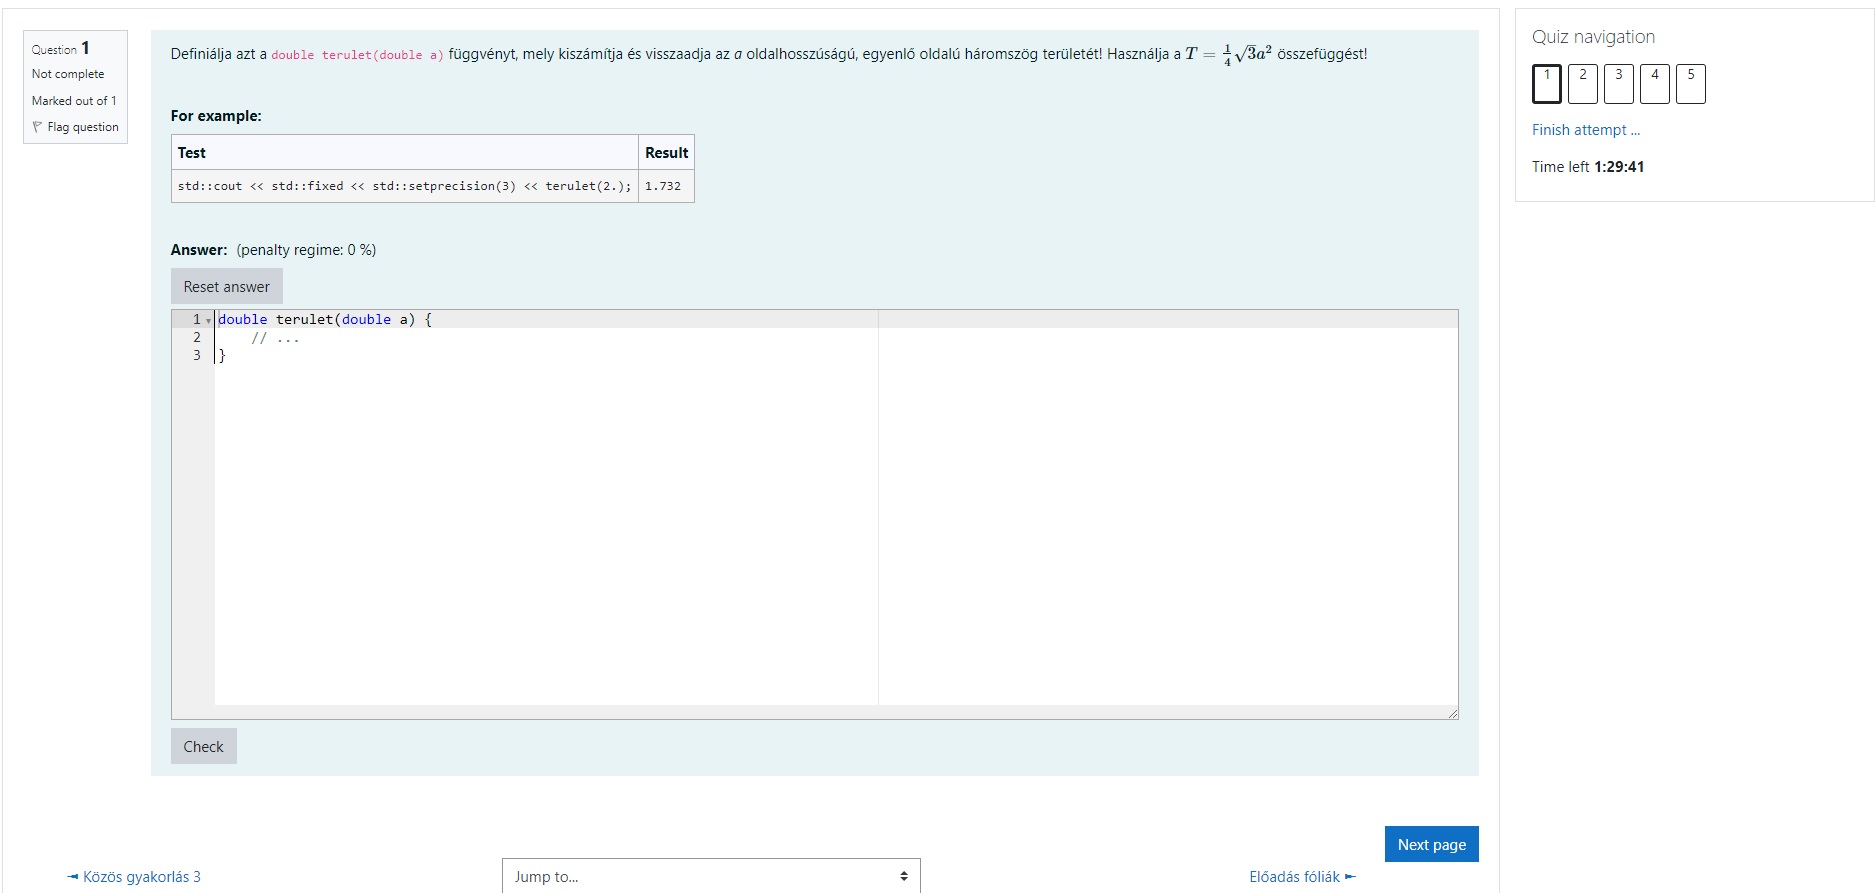 Question 1
Not complete
Marked out of 1
Flag question
Definiálja azt a double terulet(double a) függvényt, mely kiszámítja és visszaadja az a oldalhosszúságú, egyenlő oldalú háromszög területét! Használja a T = 1/4 √3a² összefüggést!
For example:
Test Result
std::cout << std::fixed << std::setprecision(3) << terulet(2.); 1.732
Answer: (penalty regime: 0 %)
Reset answer
1 double terulet(double a) {
2 // ...
3 }
Check
Next page
◄ Közös gyakorlás 3
Jump to...
Előadás fóliák ►
Quiz navigation
1 2 3 4 5
Finish attempt ...
Time left 1:29:41